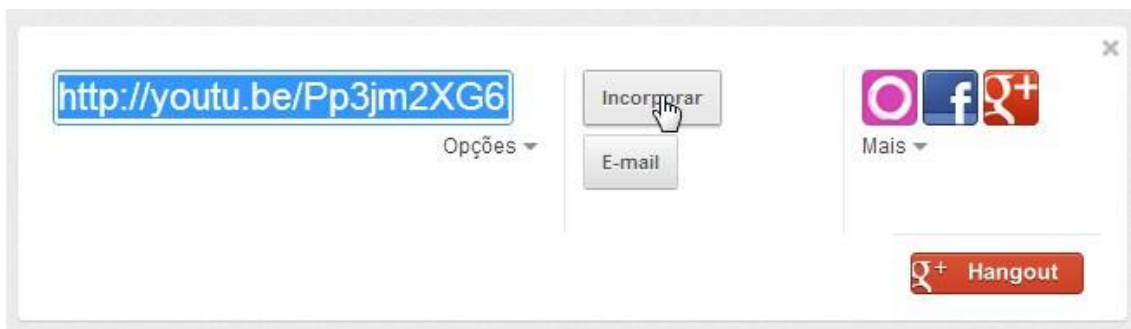 http://youtu.be/Pp3jm2XG6
Opções
Incorporar
E-mail
Mais
g+ Hangout